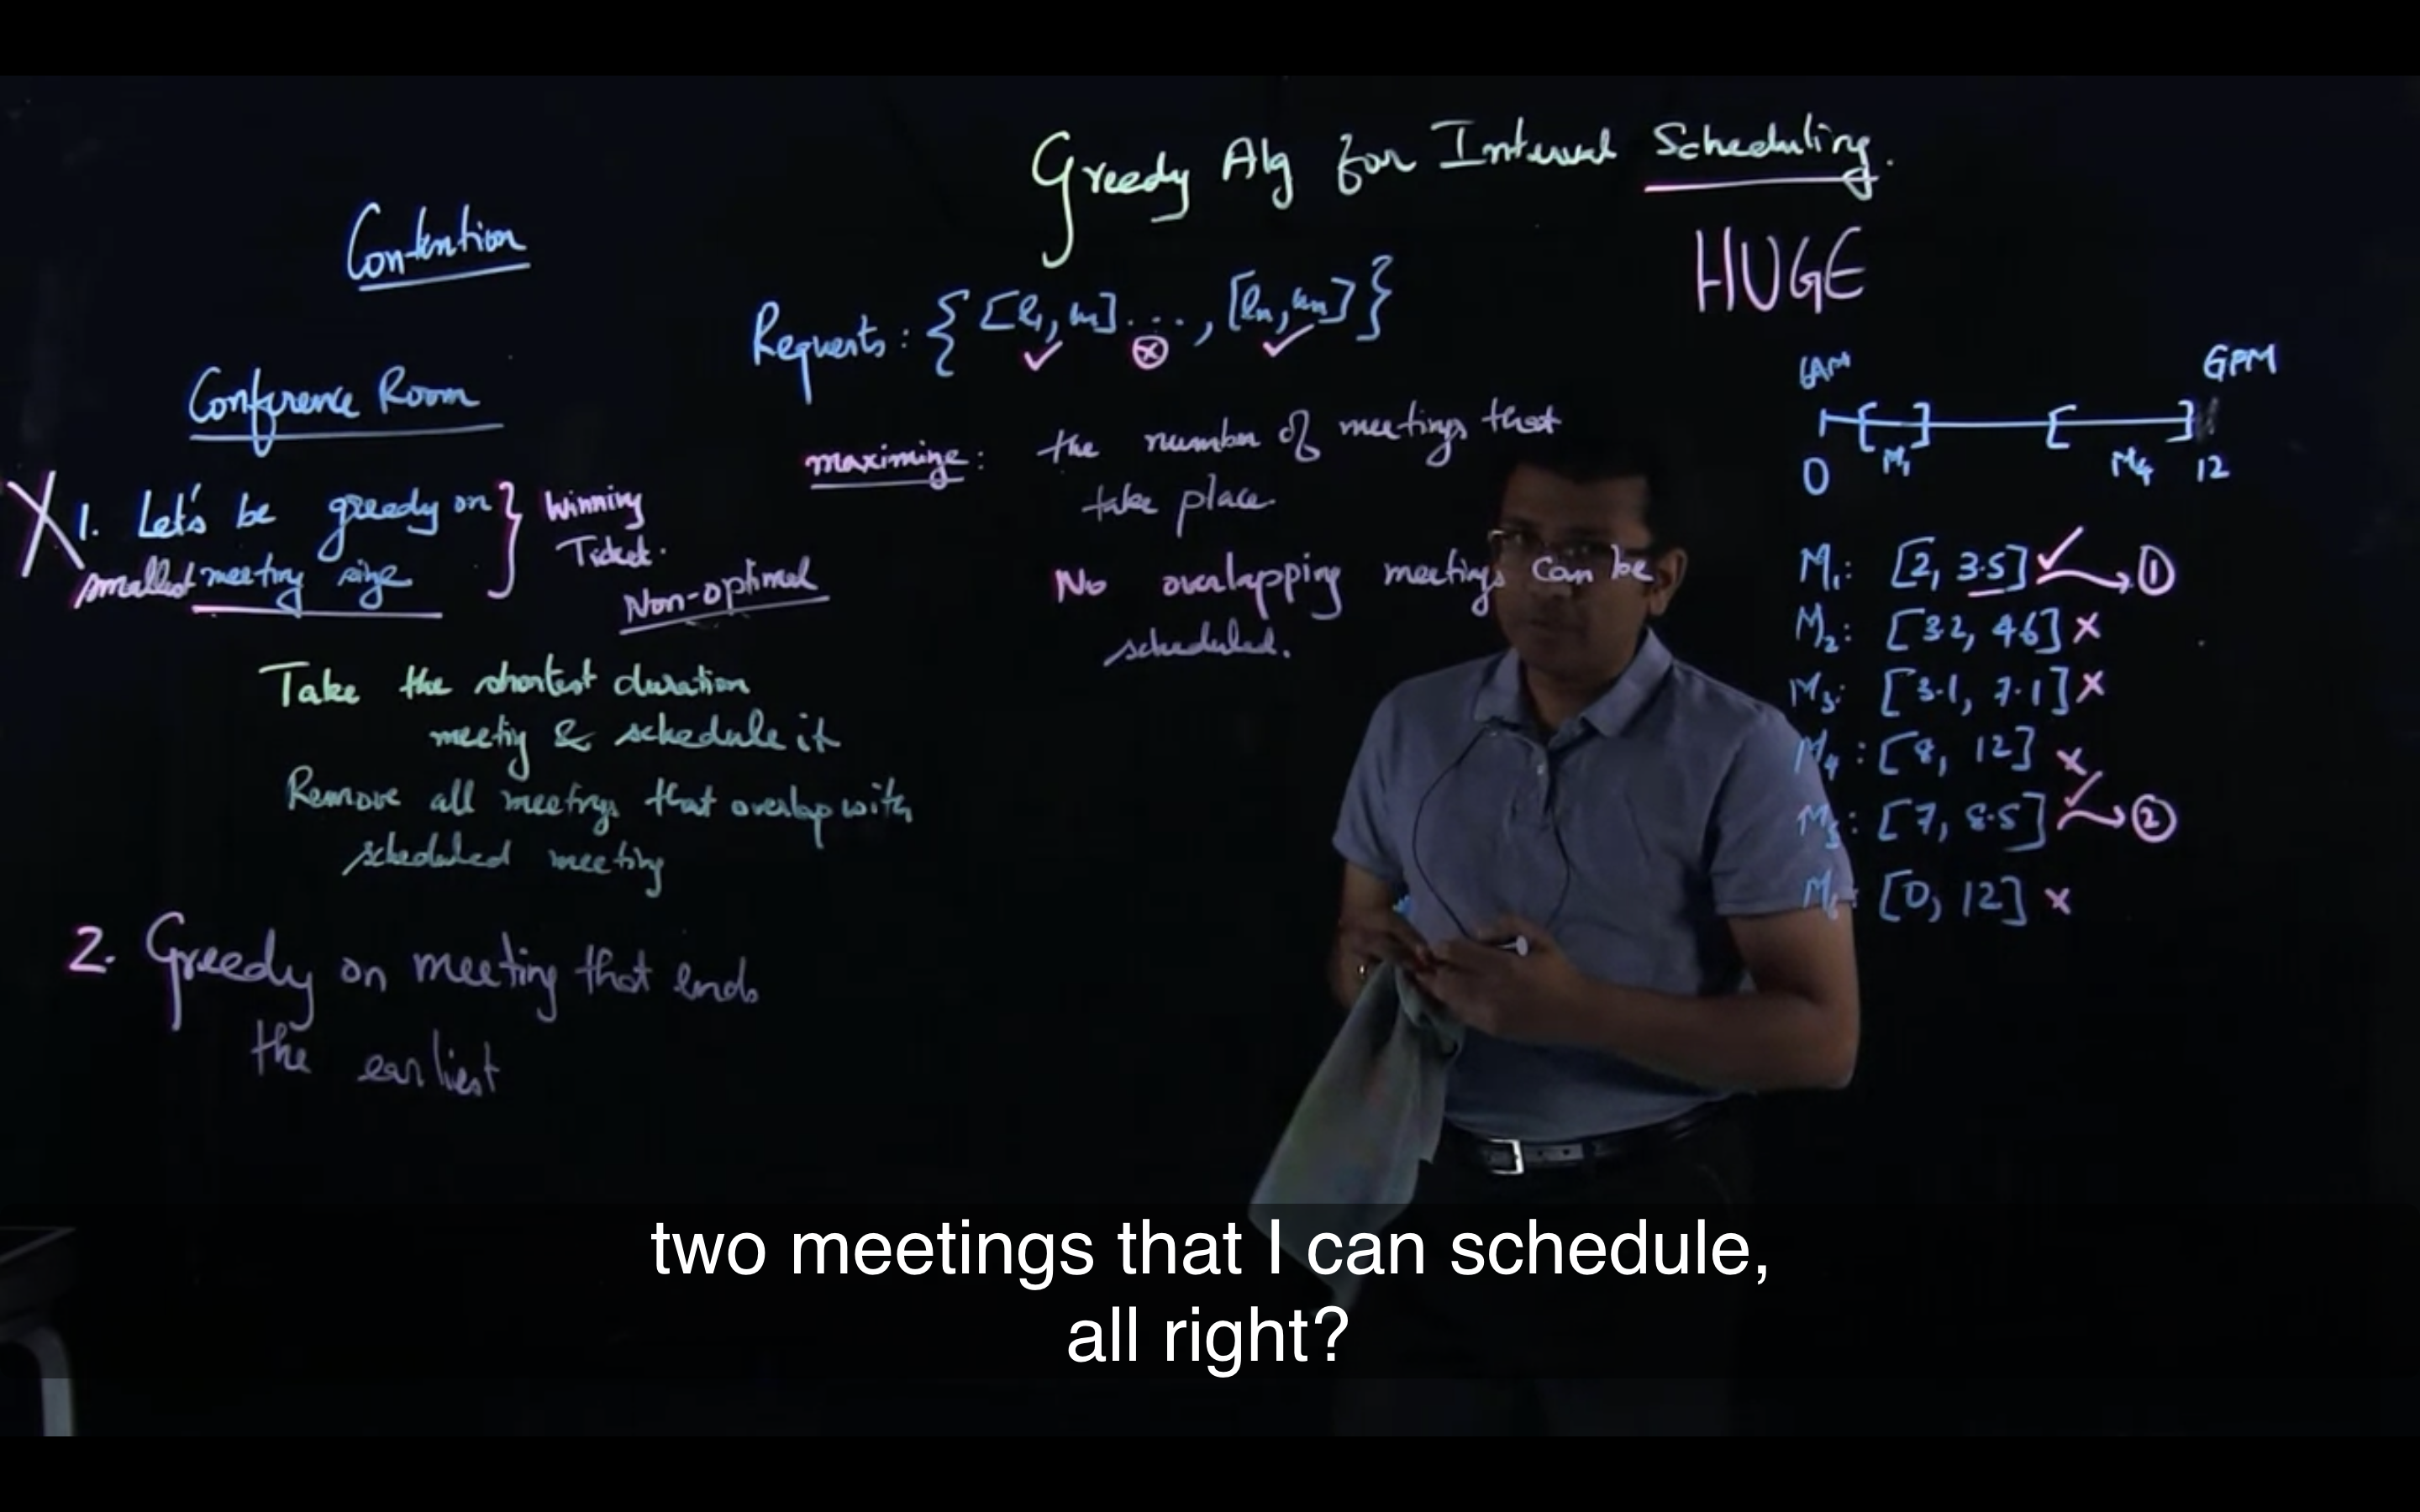 Greedy Alg for Interval Scheduling.
HUGE
Contention
Requests: { [l₁, u₁] ..., [lₙ, uₙ] }
✓ ⓧ ✓
Conference Room
maximize: the number of meetings that
take place.
No overlapping meetings can be
scheduled.
X 1. Let's be greedy on
smallest meeting size
} Winning
Ticket.
Non-optimal
Take the shortest duration
meeting & schedule it
Remove all meetings that overlap with
scheduled meeting
2. Greedy on meeting that ends
the earliest
6AM 6PM
[ ] [ ]
0 M₁ M₄ 12
M₁: [2, 3.5] ✓ → ①
M₂: [3.2, 4.6] x
M₃: [3.1, 7.1] x
M₄: [8, 12] x
M₅: [7, 8.5] ✓ → ②
M₆: [0, 12] x
two meetings that I can schedule,
all right?